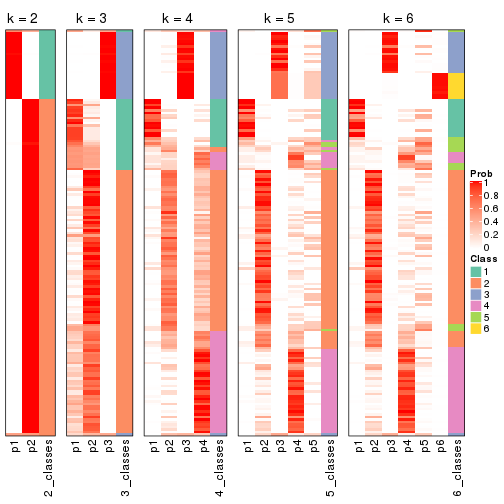 k = 2
k = 3
k = 4
k = 5
k = 6
p1
p2
2_classes
p1
p2
p3
3_classes
p1
p2
p3
p4
4_classes
p1
p2
p3
p4
p5
5_classes
p1
p2
p3
p4
p5
p6
6_classes
Prob
1
0.8
0.6
0.4
0.2
0
Class
1
2
3
4
5
6